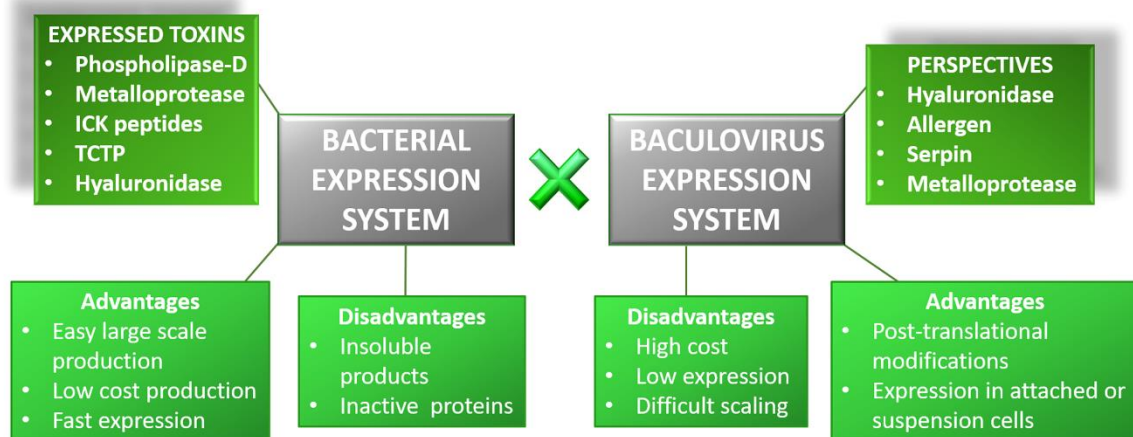 EXPRESSED TOXINS
• Phospholipase-D
• Metalloprotease
• ICK peptides
• TCTP
• Hyaluronidase
BACTERIAL
EXPRESSION
SYSTEM
BACULOVIRUS
EXPRESSION
SYSTEM
PERSPECTIVES
• Hyaluronidase
• Allergen
• Serpin
• Metalloprotease
Advantages
• Easy large scale
production
• Low cost production
• Fast expression
Disadvantages
• Insoluble
products
• Inactive proteins
Disadvantages
• High cost
• Low expression
• Difficult scaling
Advantages
• Post-translational
modifications
• Expression in attached or
suspension cells